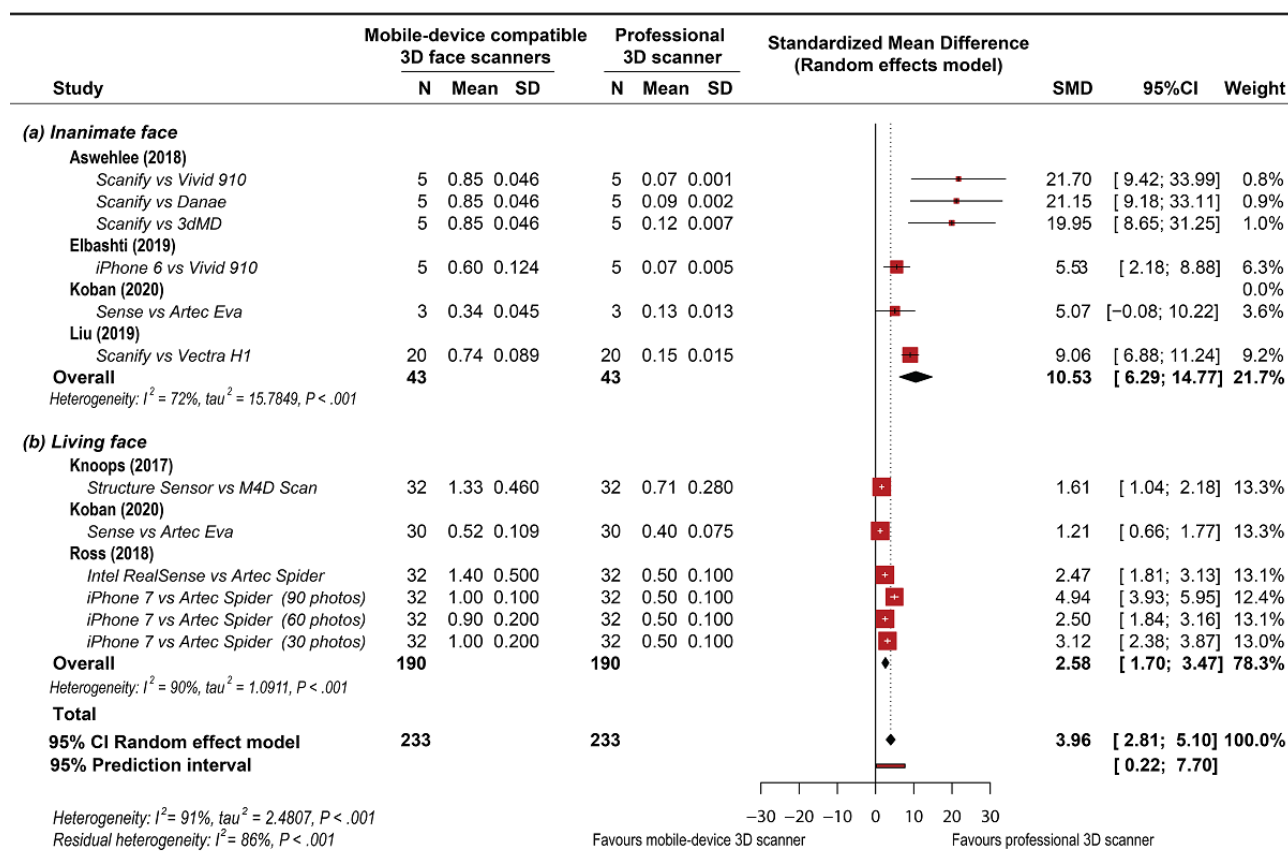 Mobile-device compatible 3D face scanners Professional 3D scanner Standardized Mean Difference (Random effects model)
Study N Mean SD N Mean SD SMD 95%CI Weight
(a) Inanimate face
Aswehlee (2018)
Scanify vs Vivid 910 5 0.85 0.046 5 0.07 0.001 21.70 [ 9.42; 33.99] 0.8%
Scanify vs Danae 5 0.85 0.046 5 0.09 0.002 21.15 [ 9.18; 33.11] 0.9%
Scanify vs 3dMD 5 0.85 0.046 5 0.12 0.007 19.95 [ 8.65; 31.25] 1.0%
Elbashti (2019)
iPhone 6 vs Vivid 910 5 0.60 0.124 5 0.07 0.005 5.53 [ 2.18; 8.88] 6.3%
Koban (2020) 0.0%
Sense vs Artec Eva 3 0.34 0.045 3 0.13 0.013 5.07 [−0.08; 10.22] 3.6%
Liu (2019)
Scanify vs Vectra H1 20 0.74 0.089 20 0.15 0.015 9.06 [ 6.88; 11.24] 9.2%
Overall 43 43 10.53 [ 6.29; 14.77] 21.7%
Heterogeneity: I² = 72%, tau² = 15.7849, P < .001
(b) Living face
Knoops (2017)
Structure Sensor vs M4D Scan 32 1.33 0.460 32 0.71 0.280 1.61 [ 1.04; 2.18] 13.3%
Koban (2020)
Sense vs Artec Eva 30 0.52 0.109 30 0.40 0.075 1.21 [ 0.66; 1.77] 13.3%
Ross (2018)
Intel RealSense vs Artec Spider 32 1.40 0.500 32 0.50 0.100 2.47 [ 1.81; 3.13] 13.1%
iPhone 7 vs Artec Spider (90 photos) 32 1.00 0.100 32 0.50 0.100 4.94 [ 3.93; 5.95] 12.4%
iPhone 7 vs Artec Spider (60 photos) 32 0.90 0.200 32 0.50 0.100 2.50 [ 1.84; 3.16] 13.1%
iPhone 7 vs Artec Spider (30 photos) 32 1.00 0.200 32 0.50 0.100 3.12 [ 2.38; 3.87] 13.0%
Overall 190 190 2.58 [ 1.70; 3.47] 78.3%
Heterogeneity: I² = 90%, tau² = 1.0911, P < .001
Total
95% CI Random effect model 233 233 3.96 [ 2.81; 5.10] 100.0%
95% Prediction interval [ 0.22; 7.70]
−30 −20 −10 0 10 20 30
Heterogeneity: I²= 91%, tau² = 2.4807, P < .001
Residual heterogeneity: I²= 86%, P < .001 Favours mobile-device 3D scanner Favours professional 3D scanner